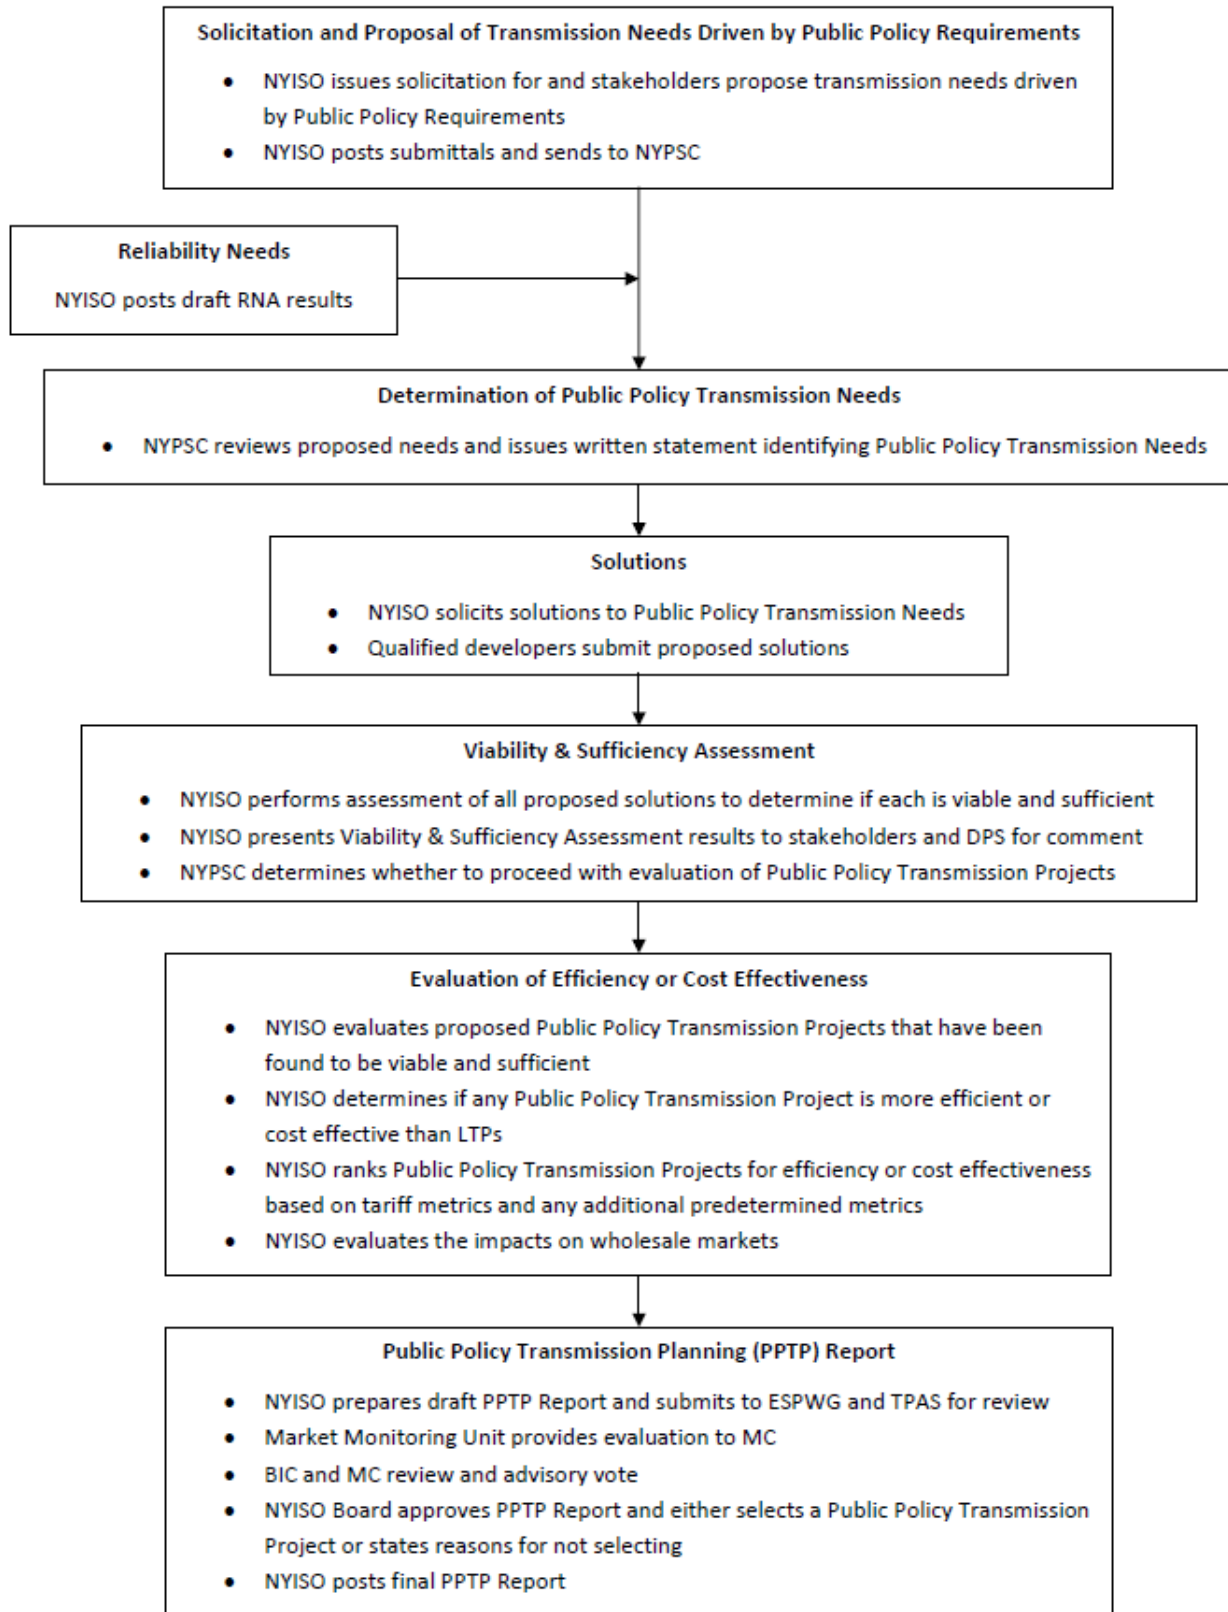 Solicitation and Proposal of Transmission Needs Driven by Public Policy Requirements
• NYISO issues solicitation for and stakeholders propose transmission needs driven
by Public Policy Requirements
• NYISO posts submittals and sends to NYPSC
Reliability Needs
NYISO posts draft RNA results
Determination of Public Policy Transmission Needs
• NYPSC reviews proposed needs and issues written statement identifying Public Policy Transmission Needs
Solutions
• NYISO solicits solutions to Public Policy Transmission Needs
• Qualified developers submit proposed solutions
Viability & Sufficiency Assessment
• NYISO performs assessment of all proposed solutions to determine if each is viable and sufficient
• NYISO presents Viability & Sufficiency Assessment results to stakeholders and DPS for comment
• NYPSC determines whether to proceed with evaluation of Public Policy Transmission Projects
Evaluation of Efficiency or Cost Effectiveness
• NYISO evaluates proposed Public Policy Transmission Projects that have been
found to be viable and sufficient
• NYISO determines if any Public Policy Transmission Project is more efficient or
cost effective than LTPs
• NYISO ranks Public Policy Transmission Projects for efficiency or cost effectiveness
based on tariff metrics and any additional predetermined metrics
• NYISO evaluates the impacts on wholesale markets
Public Policy Transmission Planning (PPTP) Report
• NYISO prepares draft PPTP Report and submits to ESPWG and TPAS for review
• Market Monitoring Unit provides evaluation to MC
• BIC and MC review and advisory vote
• NYISO Board approves PPTP Report and either selects a Public Policy Transmission
Project or states reasons for not selecting
• NYISO posts final PPTP Report